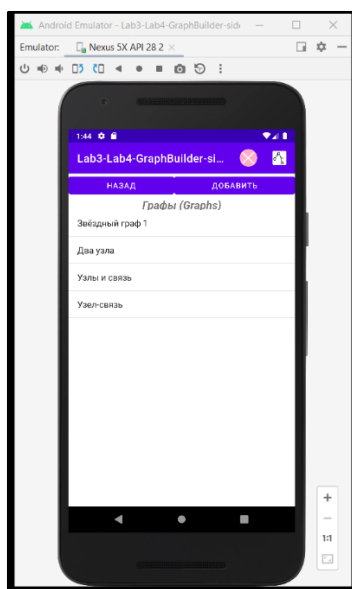 Android Emulator - Lab3-Lab4-GraphBuilder-side
Emulator: Nexus 5X API 28 2
1:44
Lab3-Lab4-GraphBuilder-si...
НАЗАД ДОБАВИТЬ
Графы (Graphs)
Звёздный граф 1
Два узла
Узлы и связь
Узел-связь
1:1